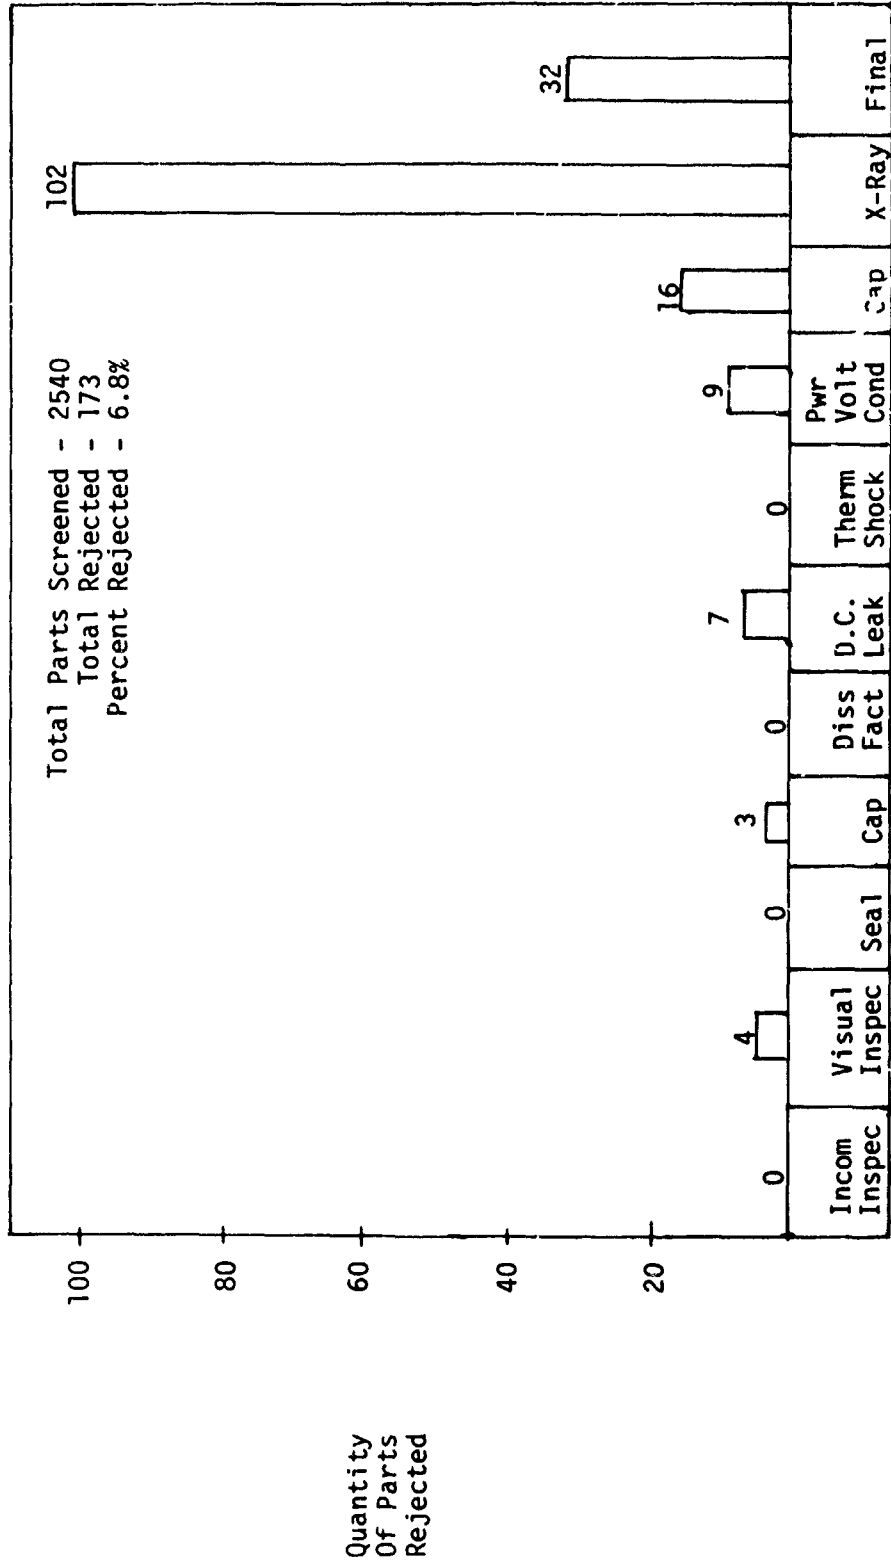 Total Parts Screened - 2540
Total Rejected - 173
Percent Rejected - 6.8%
Quantity
Of Parts
Rejected
100
80
60
40
20
0
4
0
3
0
7
0
9
16
102
32
Incom
Inspec
Visual
Inspec
Seal
Cap
Diss
Fact
D.C.
Leak
Therm
Shock
Pwr
Volt
Cond
Cap
X-Ray
Final